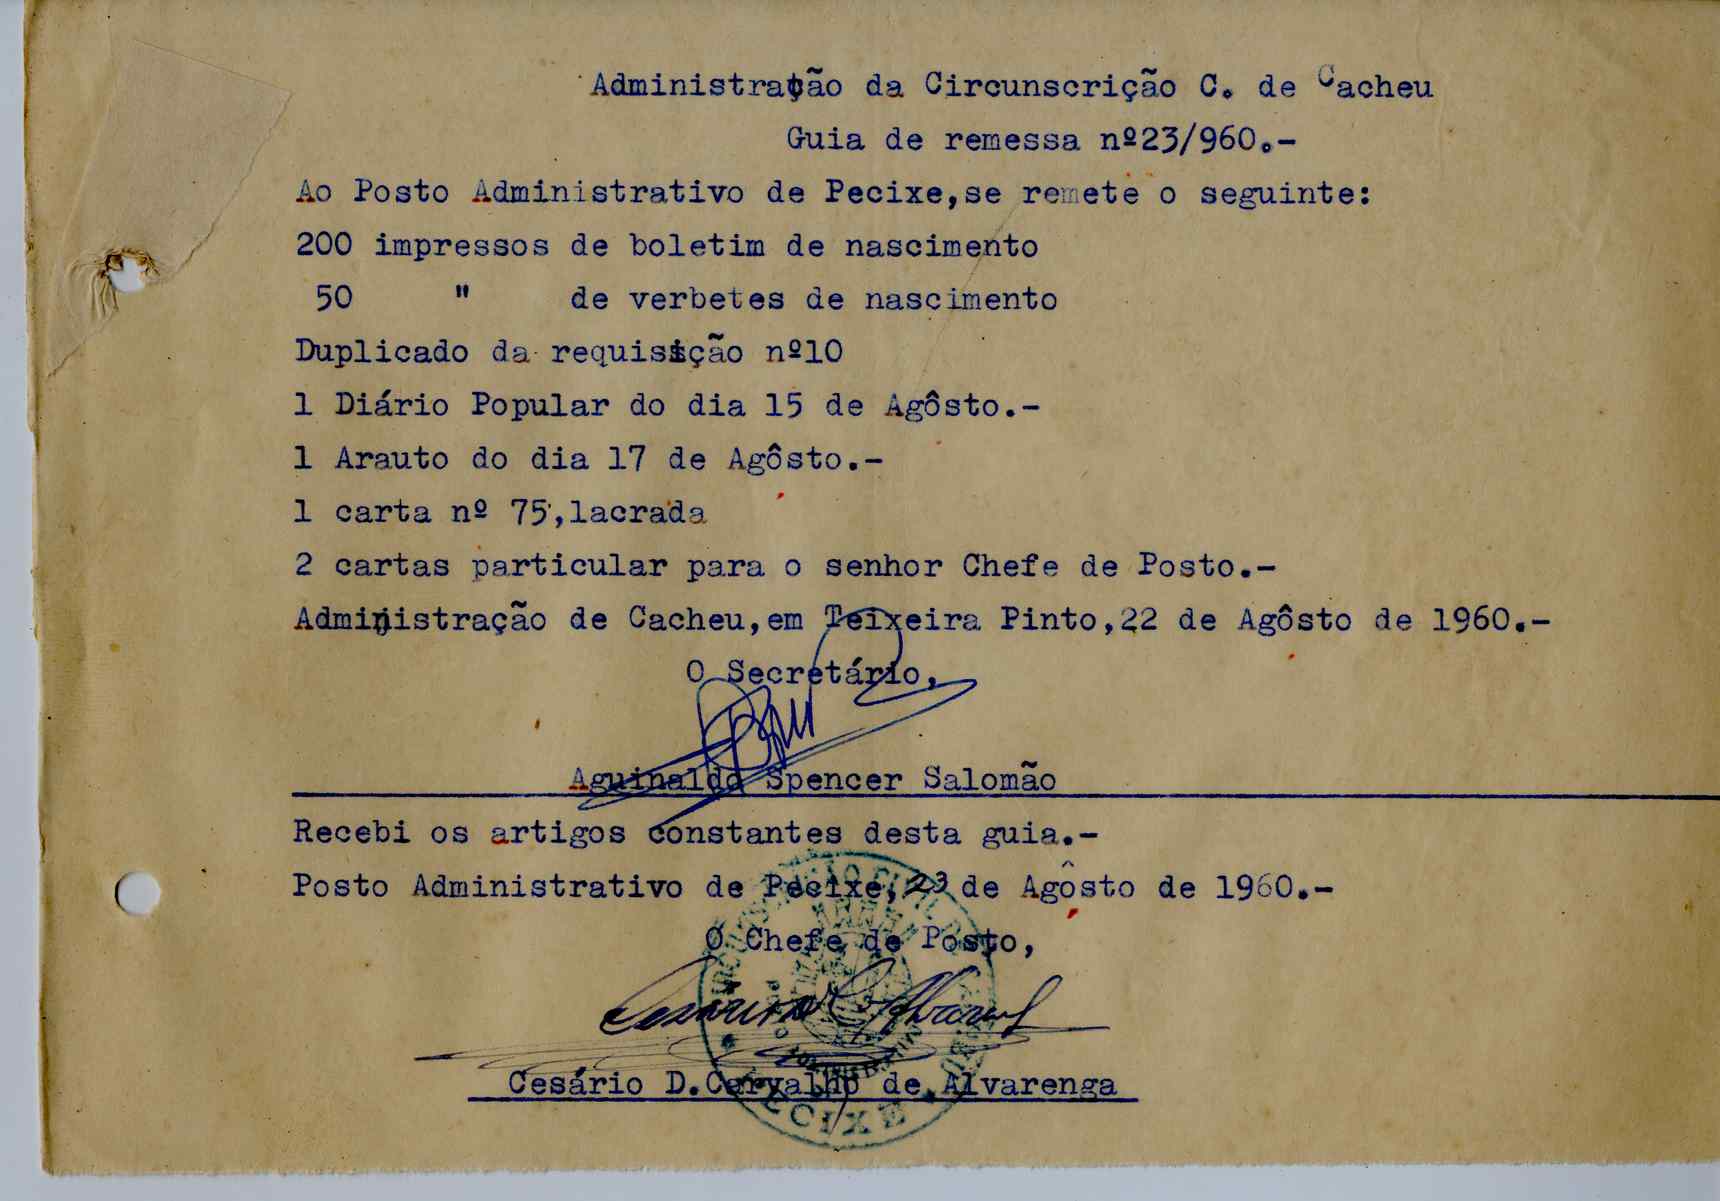 Administração da Circunscrição C. de Cacheu
Guia de remessa nº23/960.-
Ao Posto Administrativo de Pecixe,se remete o seguinte:
200 impressos de boletim de nascimento
50 " de verbetes de nascimento
Duplicado da requisição nº10
1 Diário Popular do dia 15 de Agôsto.-
1 Arauto do dia 17 de Agôsto.-
1 carta nº 75,lacrada
2 cartas particular para o senhor Chefe de Posto.-
Administração de Cacheu,em Teixeira Pinto,22 de Agôsto de 1960.-
O Secretário,
Aguinaldo Spencer Salomão
Recebi os artigos constantes desta guia.-
Posto Administrativo de Pecixe,23 de Agôsto de 1960.-
O Chefe de Posto,
Cesário D.Carvalho de Alvarenga
PECIXE